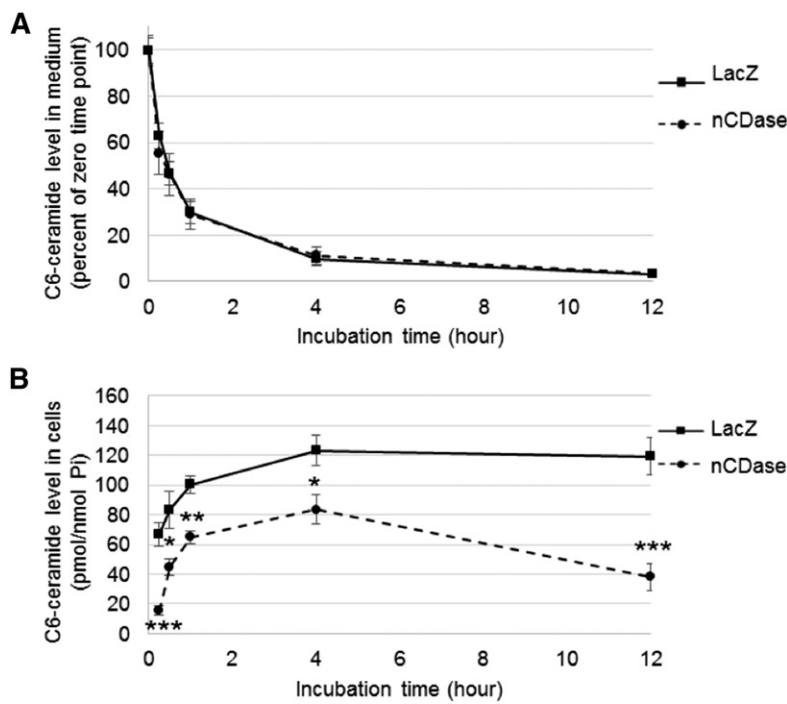 A
C6-ceramide level in medium
(percent of zero time point)
100
80
60
40
20
0
0 2 4 6 8 10 12
Incubation time (hour)
LacZ
nCDase
B
C6-ceramide level in cells
(pmol/nmol Pi)
160
140
120
100
80
60
40
20
0
*** * ** * ***
0 2 4 6 8 10 12
Incubation time (hour)
LacZ
nCDase